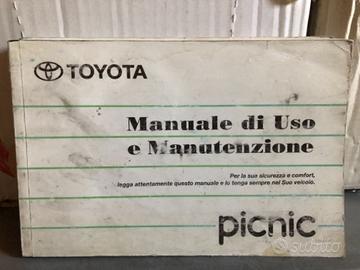 TOYOTA
Manuale di Uso
e Manutenzione
Per la sua sicurezza e comfort,
legga attentamente questo manuale e lo tenga sempre nel Suo veicolo.
picnic
subito